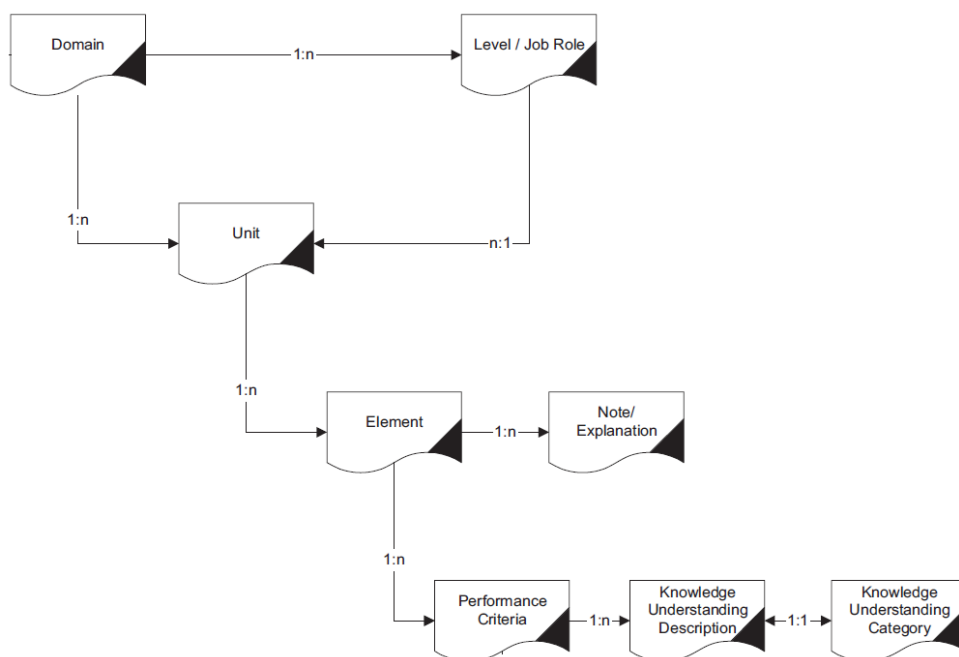 Domain
1:n
Level / Job Role
1:n
Unit
n:1
1:n
Element
1:n
Note/
Explanation
1:n
Performance
Criteria
1:n
Knowledge
Understanding
Description
1:1
Knowledge
Understanding
Category